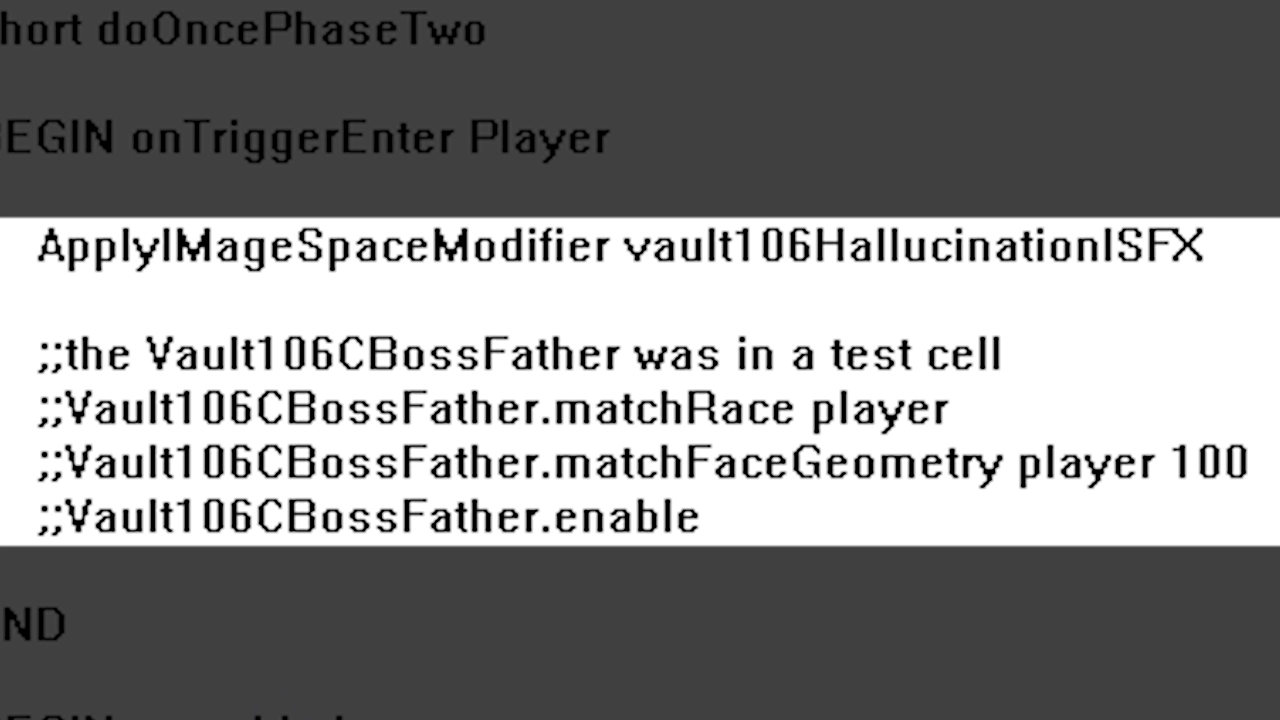 hort doOncePhaseTwo
EGIN onTriggerEnter Player
ApplyIMageSpaceModifier vault106HallucinationISFX
;;the Vault106CBossFather was in a test cell
;;Vault106CBossFather.matchRace player
;;Vault106CBossFather.matchFaceGeometry player 100
;;Vault106CBossFather.enable
ND